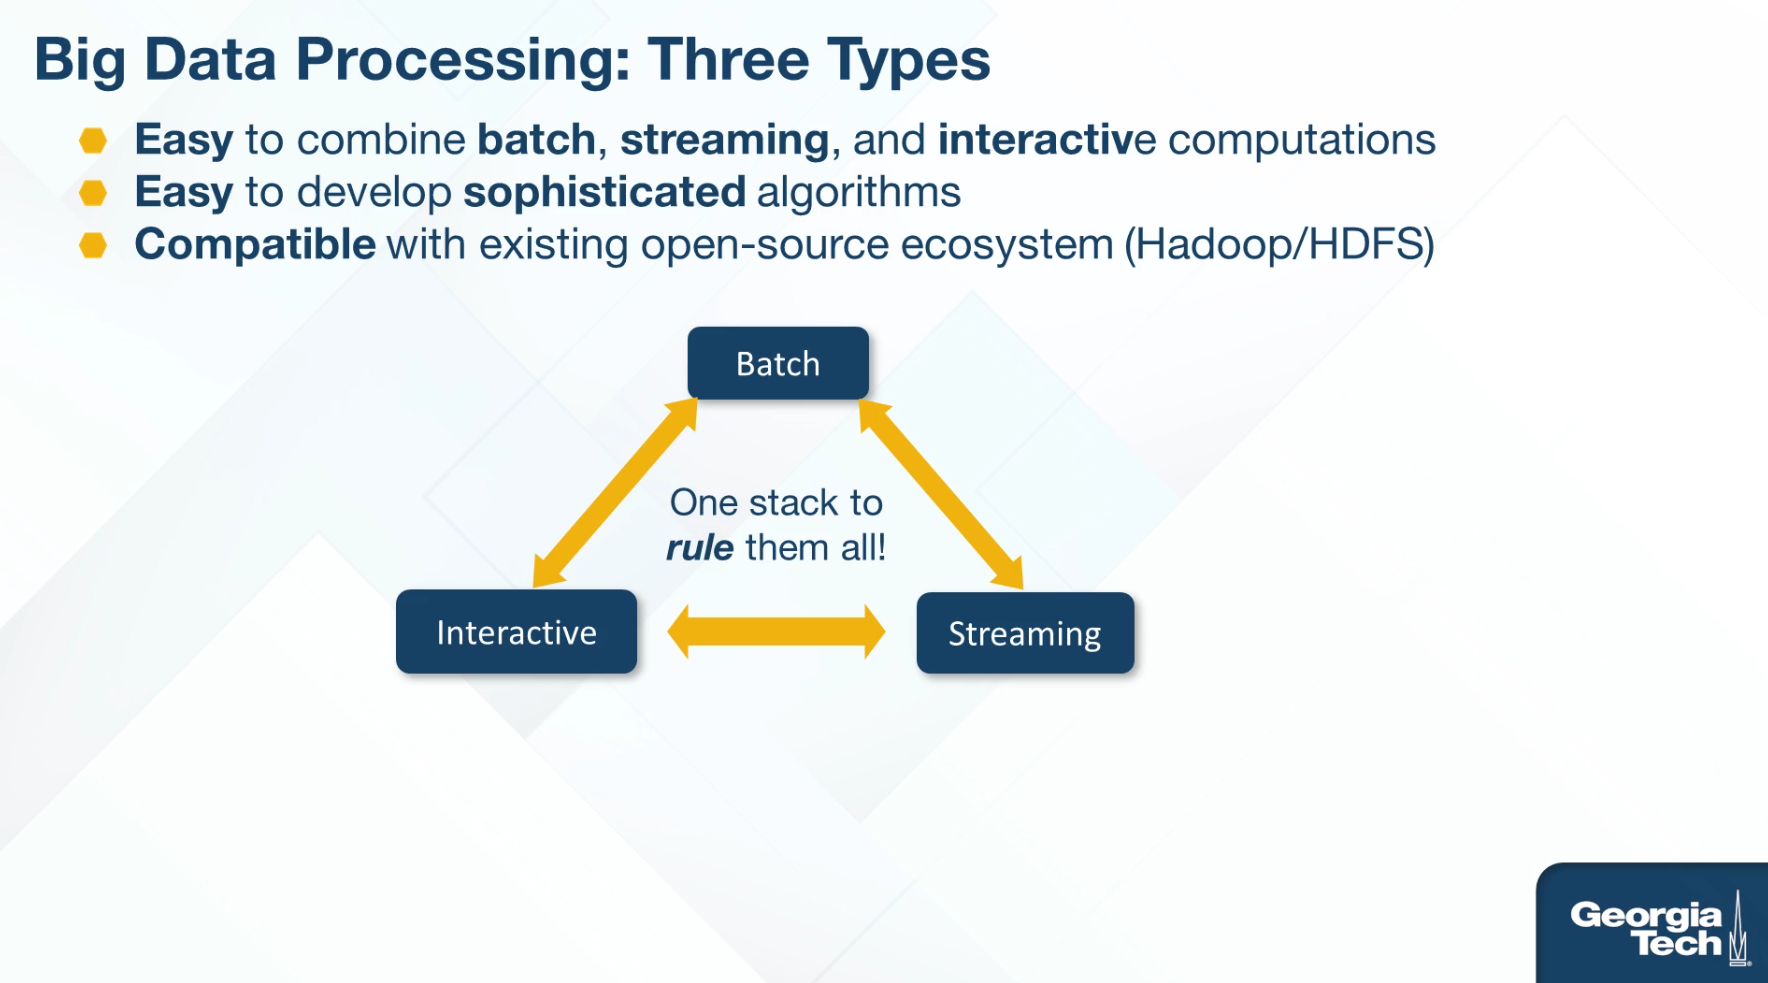 Big Data Processing: Three Types
Easy to combine batch, streaming, and interactive computations
Easy to develop sophisticated algorithms
Compatible with existing open-source ecosystem (Hadoop/HDFS)
Batch
One stack to
rule them all!
Interactive
Streaming
Georgia
Tech